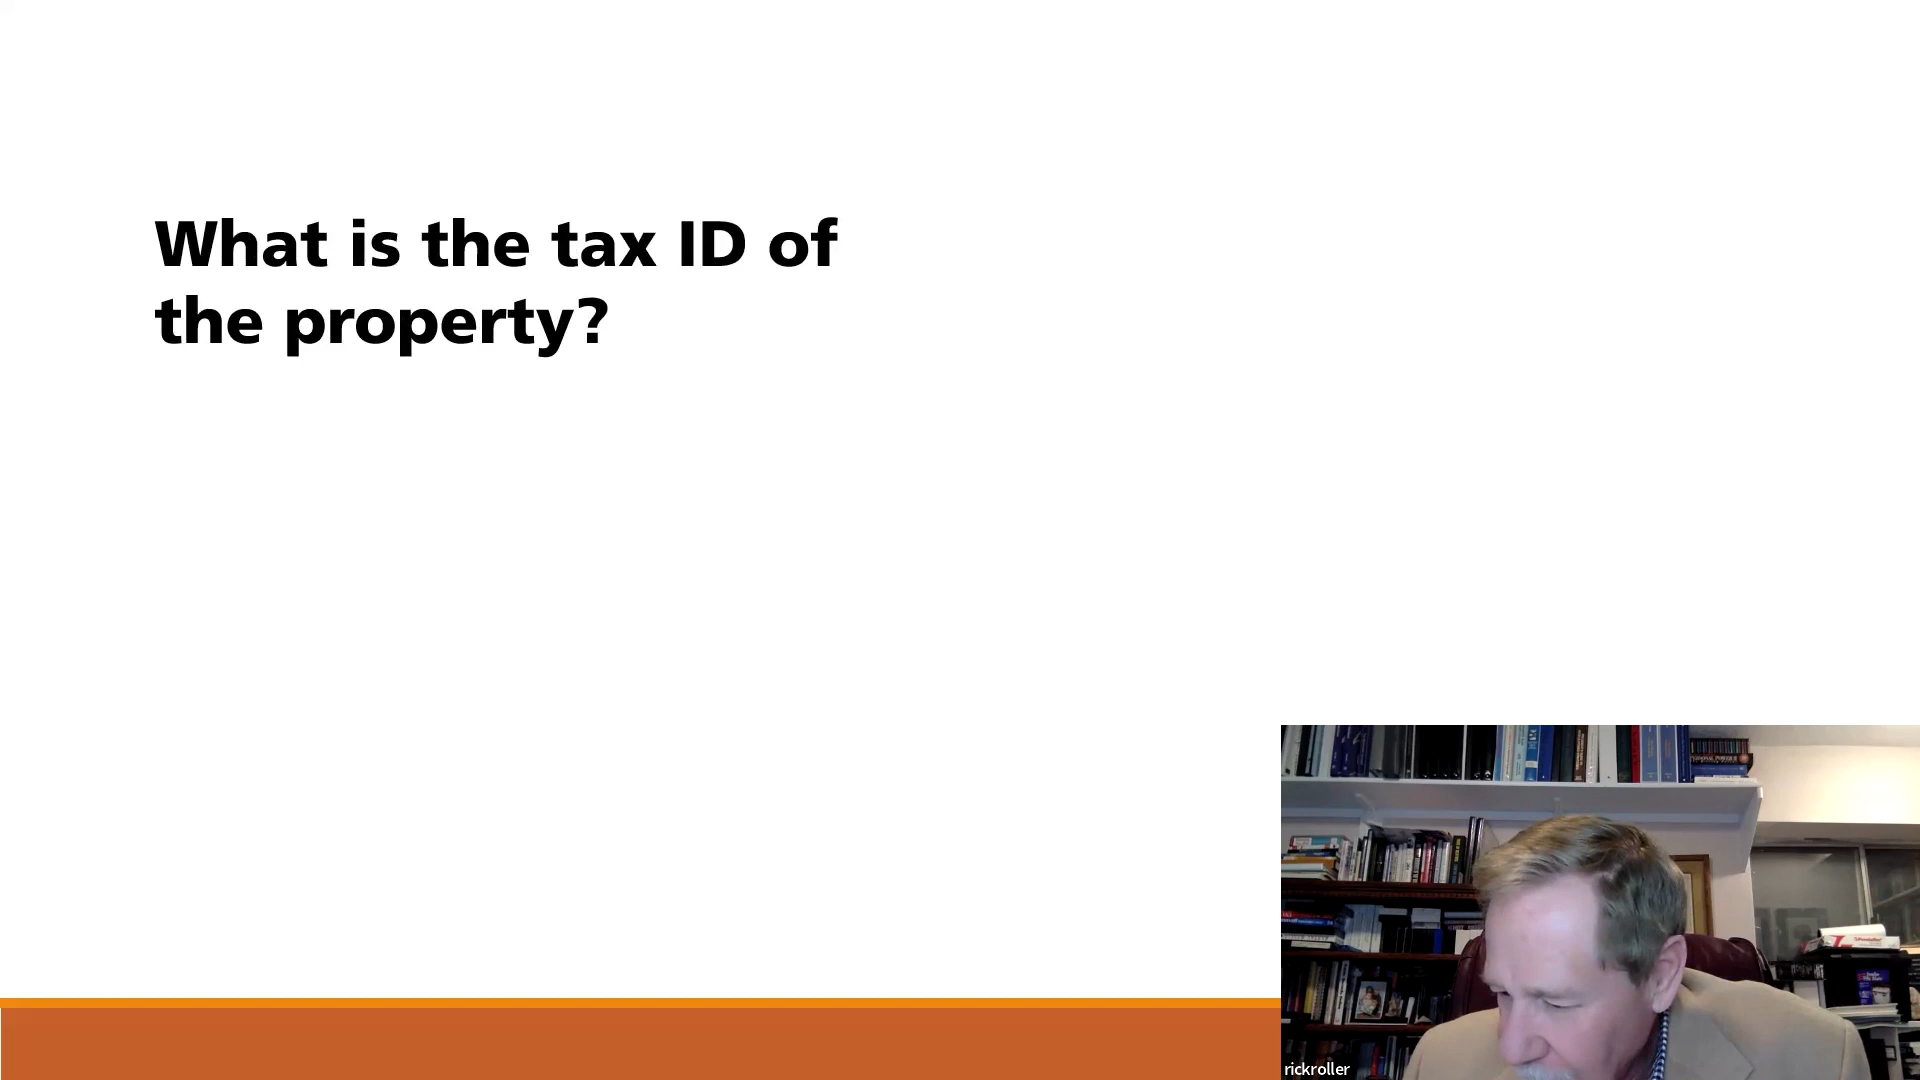 What is the tax ID of
the property?
rickroller